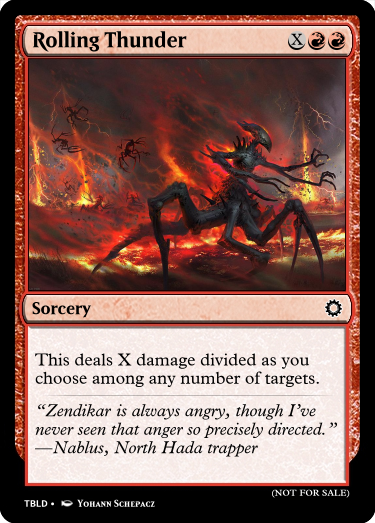 Rolling Thunder X
Sorcery
This deals X damage divided as you
choose among any number of targets.
“Zendikar is always angry, though I’ve
never seen that anger so precisely directed.”
—Nablus, North Hada trapper
(NOT FOR SALE)
TBLD • Yohann Schepacz